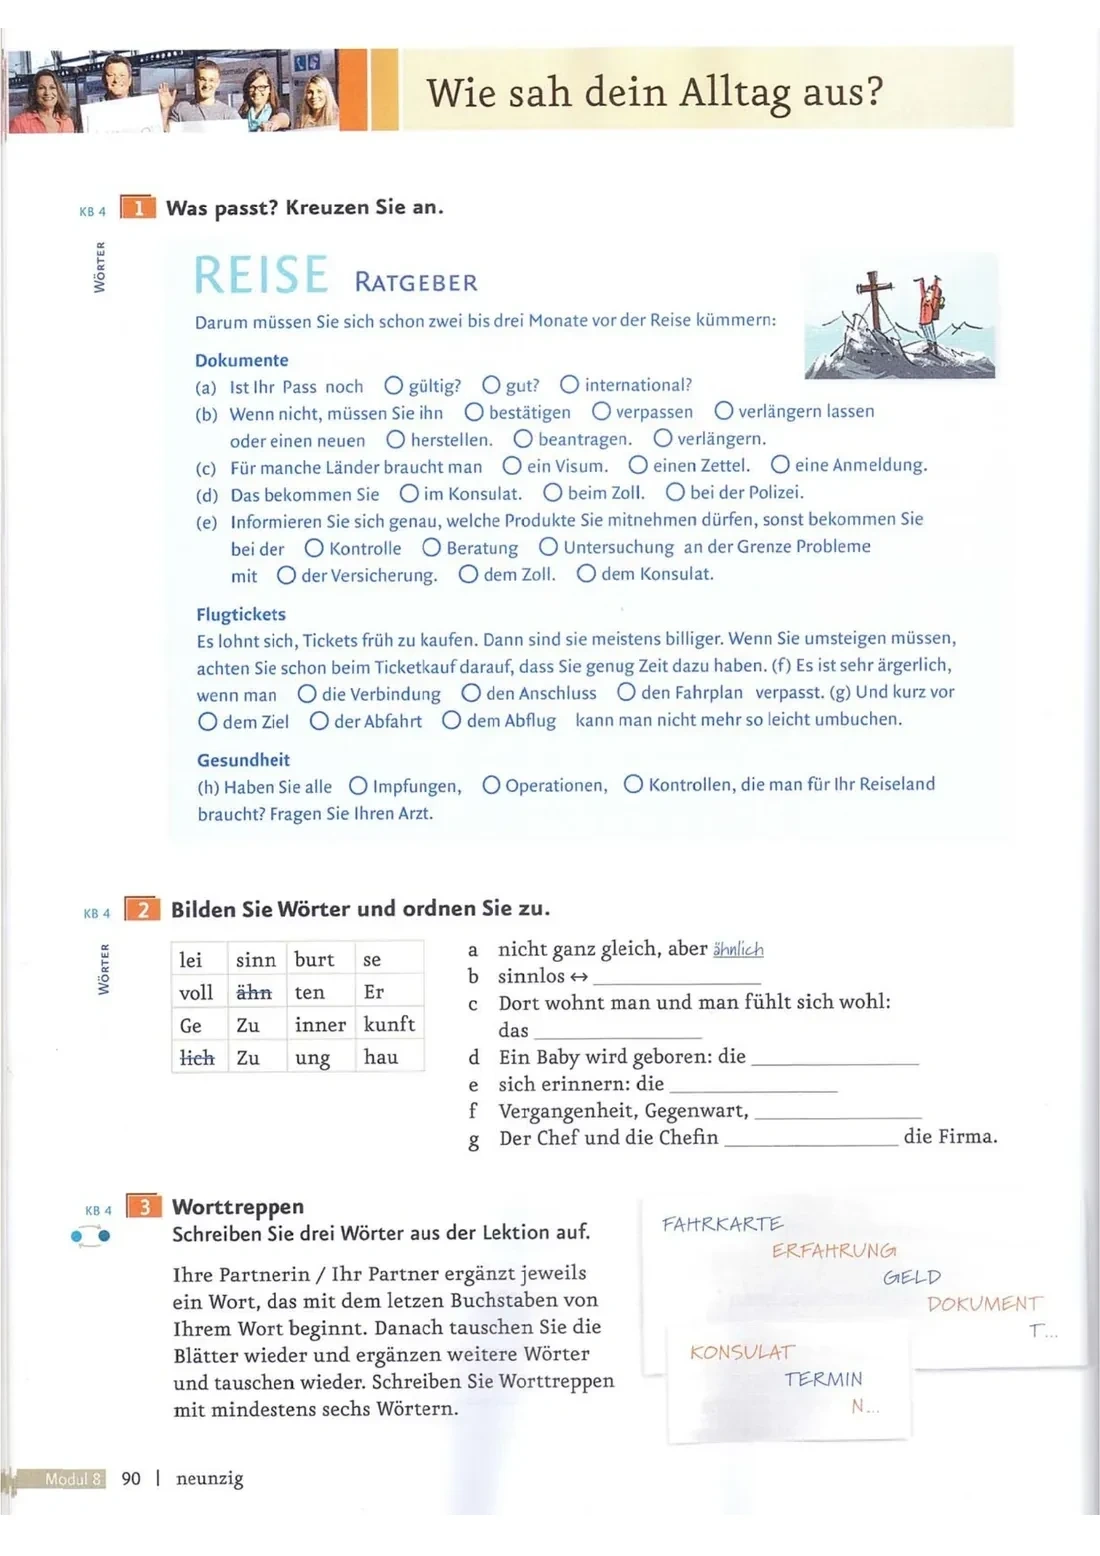 Wie sah dein Alltag aus?
KB 4 1 Was passt? Kreuzen Sie an.
WÖRTER
REISE RATGEBER
Darum müssen Sie sich schon zwei bis drei Monate vor der Reise kümmern:
Dokumente
(a) Ist Ihr Pass noch ○ gültig? ○ gut? ○ international?
(b) Wenn nicht, müssen Sie ihn ○ bestätigen ○ verpassen ○ verlängern lassen
oder einen neuen ○ herstellen. ○ beantragen. ○ verlängern.
(c) Für manche Länder braucht man ○ ein Visum. ○ einen Zettel. ○ eine Anmeldung.
(d) Das bekommen Sie ○ im Konsulat. ○ beim Zoll. ○ bei der Polizei.
(e) Informieren Sie sich genau, welche Produkte Sie mitnehmen dürfen, sonst bekommen Sie
bei der ○ Kontrolle ○ Beratung ○ Untersuchung an der Grenze Probleme
mit ○ der Versicherung. ○ dem Zoll. ○ dem Konsulat.
Flugtickets
Es lohnt sich, Tickets früh zu kaufen. Dann sind sie meistens billiger. Wenn Sie umsteigen müssen,
achten Sie schon beim Ticketkauf darauf, dass Sie genug Zeit dazu haben. (f) Es ist sehr ärgerlich,
wenn man ○ die Verbindung ○ den Anschluss ○ den Fahrplan verpasst. (g) Und kurz vor
○ dem Ziel ○ der Abfahrt ○ dem Abflug kann man nicht mehr so leicht umbuchen.
Gesundheit
(h) Haben Sie alle ○ Impfungen, ○ Operationen, ○ Kontrollen, die man für Ihr Reiseland
braucht? Fragen Sie Ihren Arzt.
KB 4 2 Bilden Sie Wörter und ordnen Sie zu.
WÖRTER
lei sinn burt se
voll ähn ten Er
Ge Zu inner kunft
lich Zu ung hau
a nicht ganz gleich, aber ähnlich
b sinnlos ↔ ____________
c Dort wohnt man und man fühlt sich wohl:
das ____________
d Ein Baby wird geboren: die ____________
e sich erinnern: die ____________
f Vergangenheit, Gegenwart, ____________
g Der Chef und die Chefin ____________ die Firma.
KB 4 3 Worttreppen
Schreiben Sie drei Wörter aus der Lektion auf.
Ihre Partnerin / Ihr Partner ergänzt jeweils
ein Wort, das mit dem letzen Buchstaben von
Ihrem Wort beginnt. Danach tauschen Sie die
Blätter wieder und ergänzen weitere Wörter
und tauschen wieder. Schreiben Sie Worttreppen
mit mindestens sechs Wörtern.
FAHRKARTE
ERFAHRUNG
GELD
DOKUMENT
T...
KONSULAT
TERMIN
N...
Modul 8 90 | neunzig